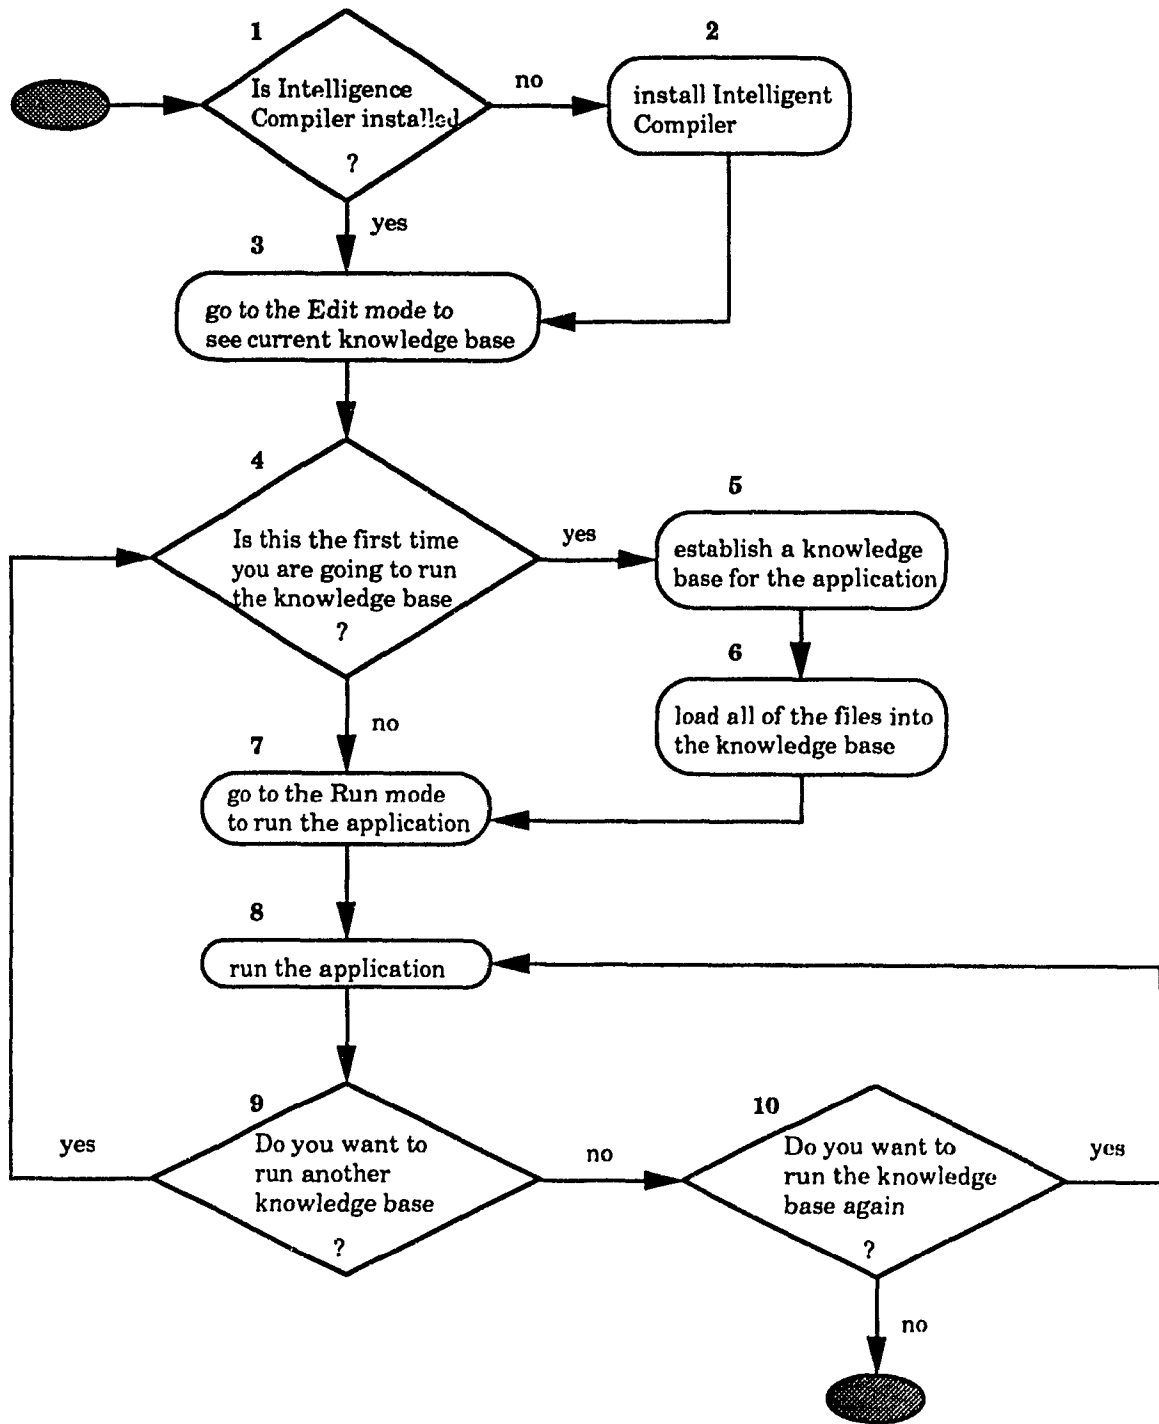 1
Is Intelligence
Compiler installed
?
no
2
install Intelligent
Compiler
yes
3
go to the Edit mode to
see current knowledge base
4
Is this the first time
you are going to run
the knowledge base
?
yes
5
establish a knowledge
base for the application
6
load all of the files into
the knowledge base
no
7
go to the Run mode
to run the application
8
run the application
9
Do you want to
run another
knowledge base
?
yes
no
10
Do you want to
run the knowledge
base again
?
yes
no